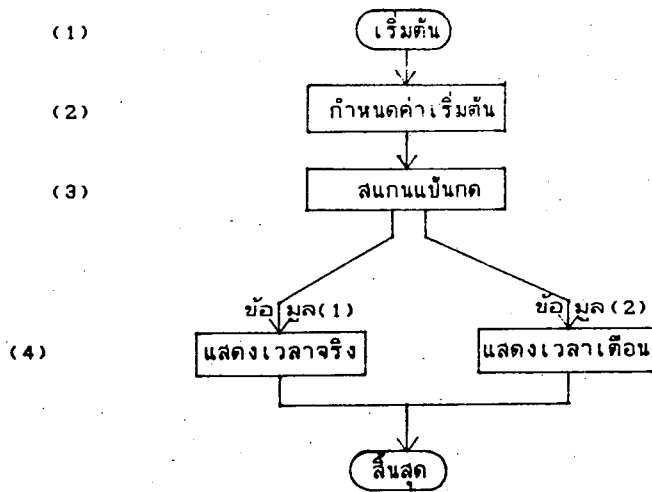 (1) เริ่มต้น
(2) กำหนดค่าเริ่มต้น
(3) สแกนแป้นกด
ข้อมูล(1) ข้อมูล(2)
(4) แสดงเวลาจริง แสดงเวลาเตือน
สิ้นสุด